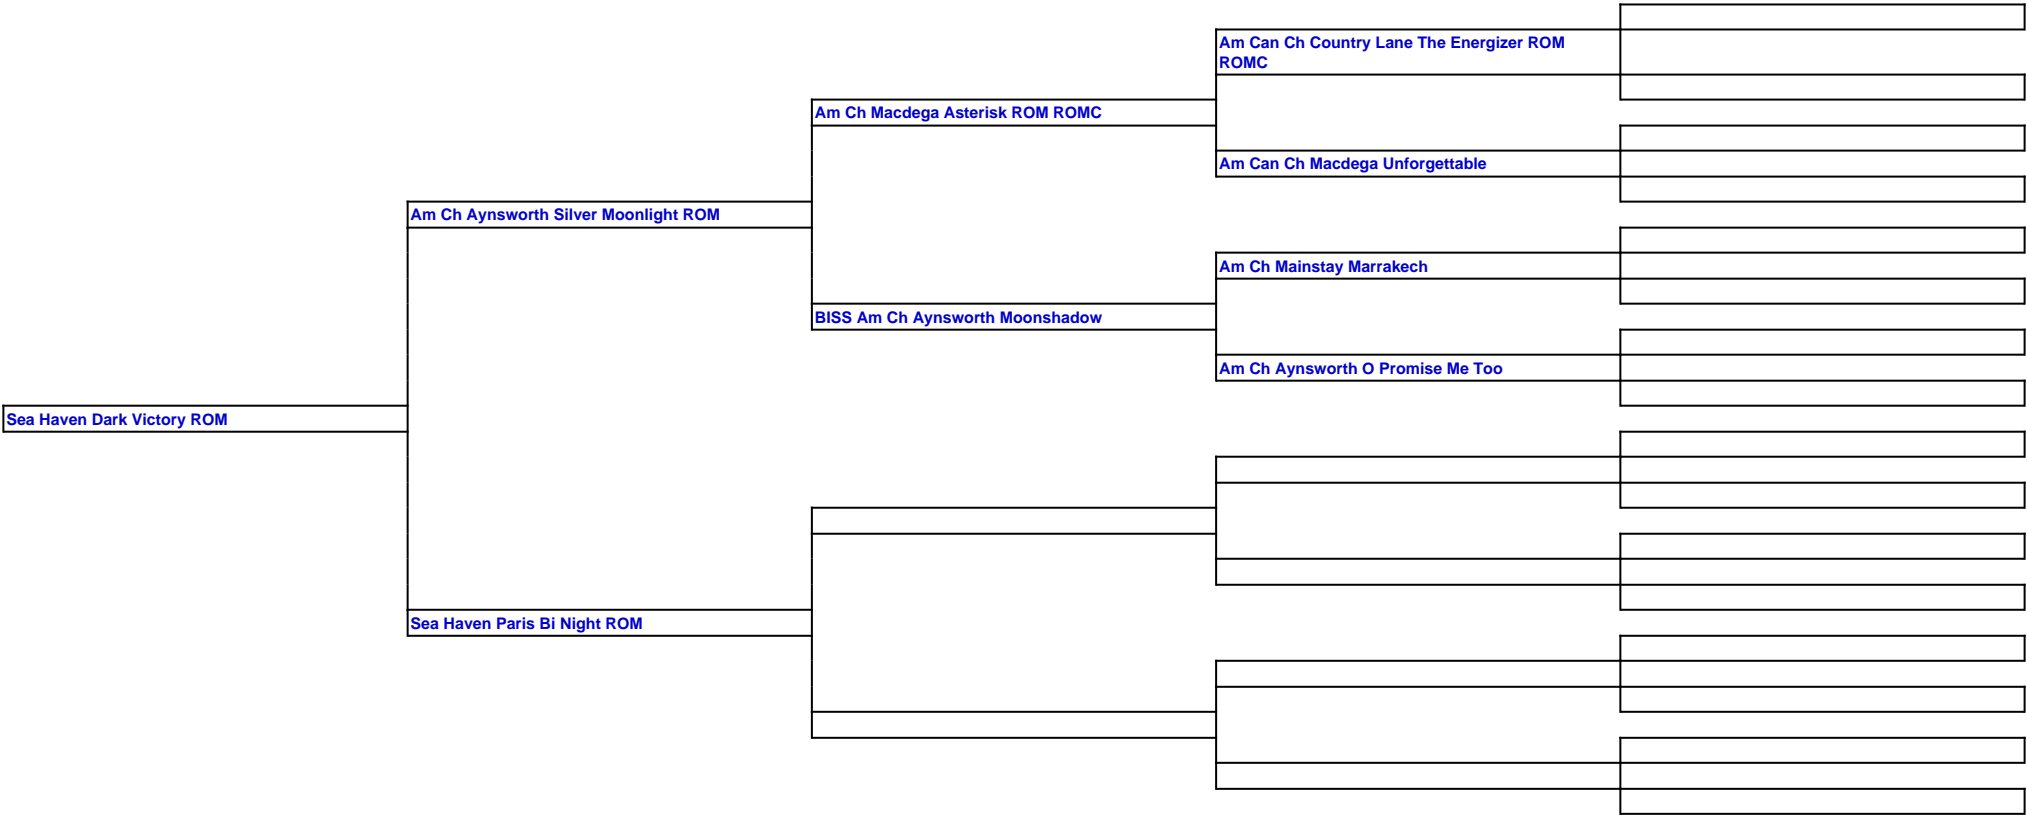 Am Can Ch Country Lane The Energizer ROM
ROMC
Am Ch Macdega Asterisk ROM ROMC
Am Can Ch Macdega Unforgettable
Am Ch Aynsworth Silver Moonlight ROM
Am Ch Mainstay Marrakech
BISS Am Ch Aynsworth Moonshadow
Am Ch Aynsworth O Promise Me Too
Sea Haven Dark Victory ROM
Sea Haven Paris Bi Night ROM